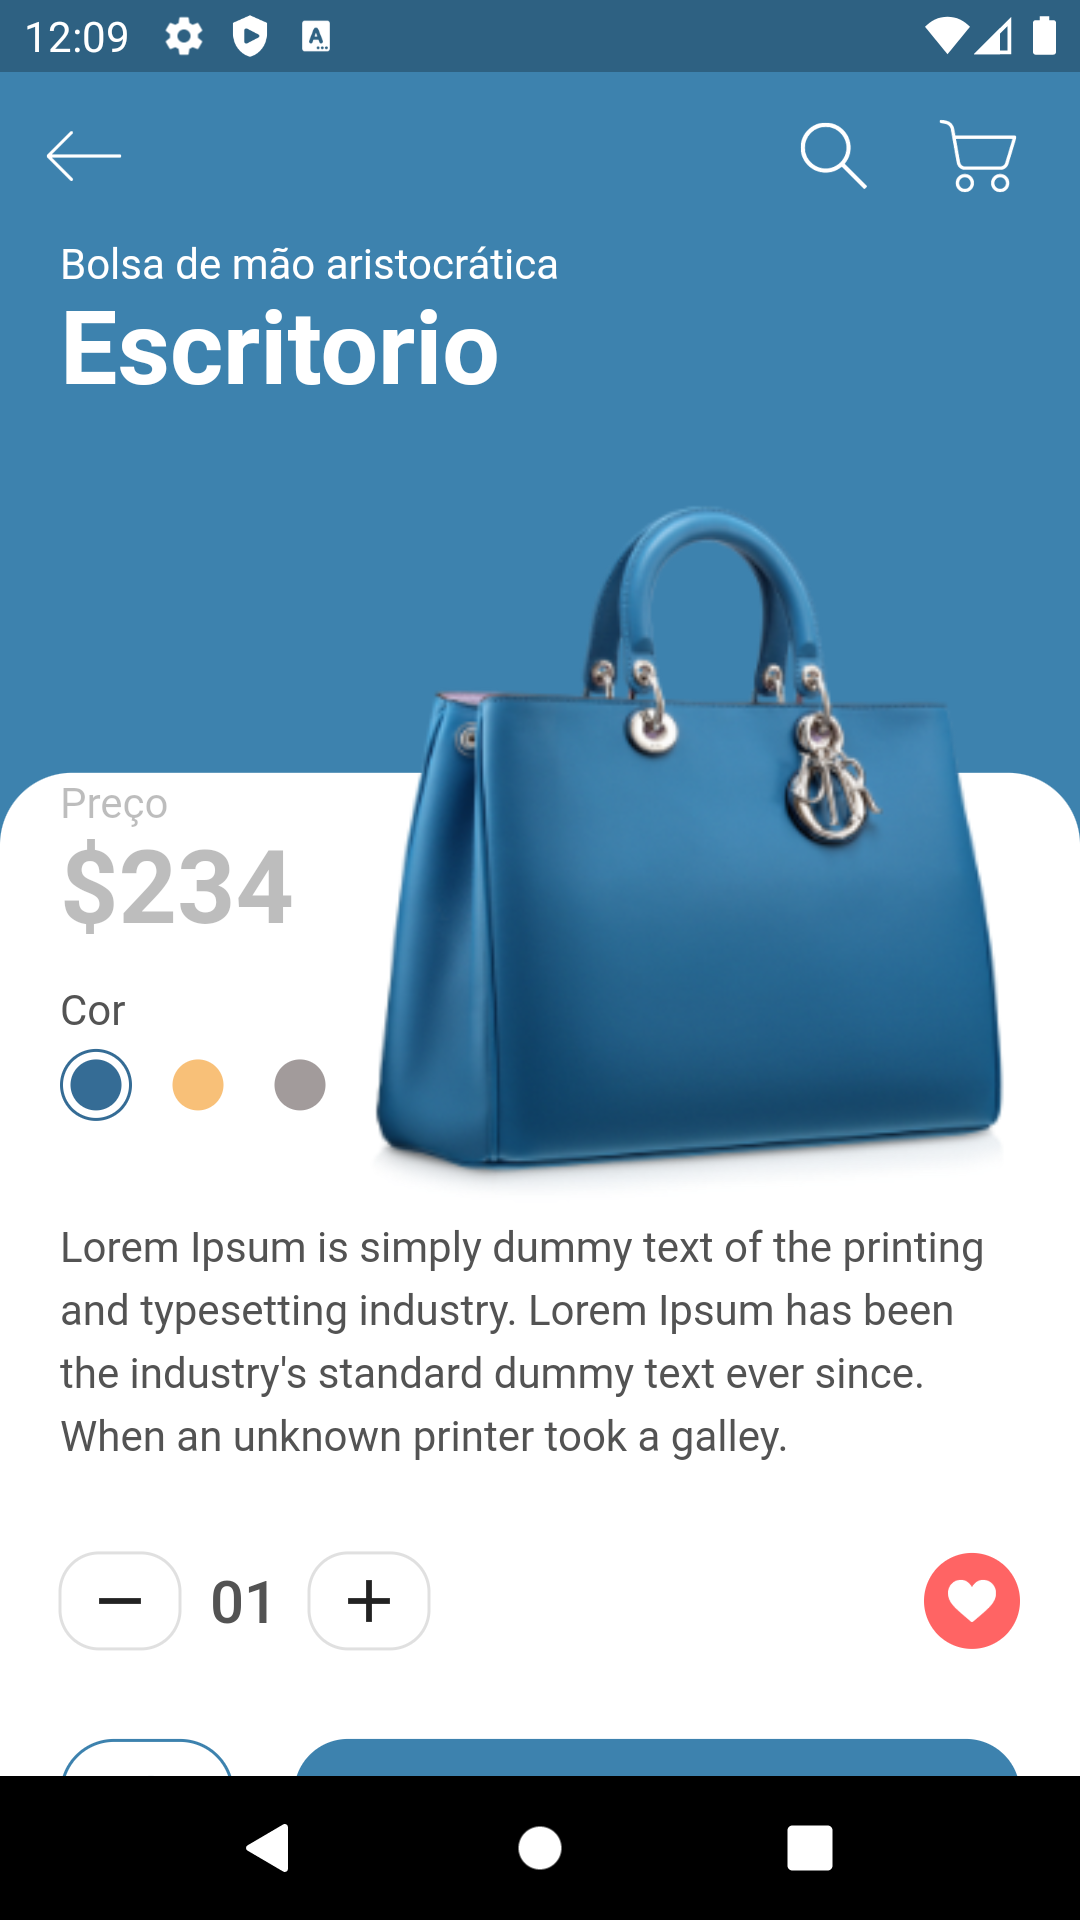 12:09
Bolsa de mão aristocrática
Escritorio
Preço
$234
Cor
Lorem Ipsum is simply dummy text of the printing
and typesetting industry. Lorem Ipsum has been
the industry's standard dummy text ever since.
When an unknown printer took a galley.
01